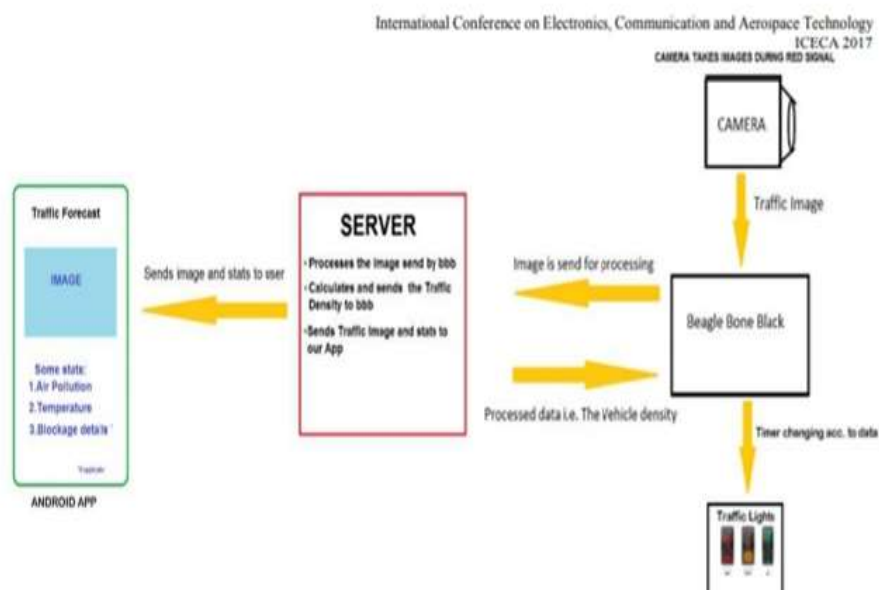 International Conference on Electronics, Communication and Aerospace Technology
ICECA 2017
CAMERA TAKES IMAGES DURING RED SIGNAL
CAMERA
Traffic Image
Traffic Forecast
IMAGE
Some stats:
1.Air Pollution
2.Temperature
3.Blockage details
ANDROID APP
Sends image and stats to user
SERVER
Processes the image send by bbb
Calculates and sends the Traffic
Density to bbb
Sends Traffic Image and stats to
our App
Image is send for processing
Processed data i.e. The Vehicle density
Beagle Bone Black
Timer changing acc. to data
Traffic Lights